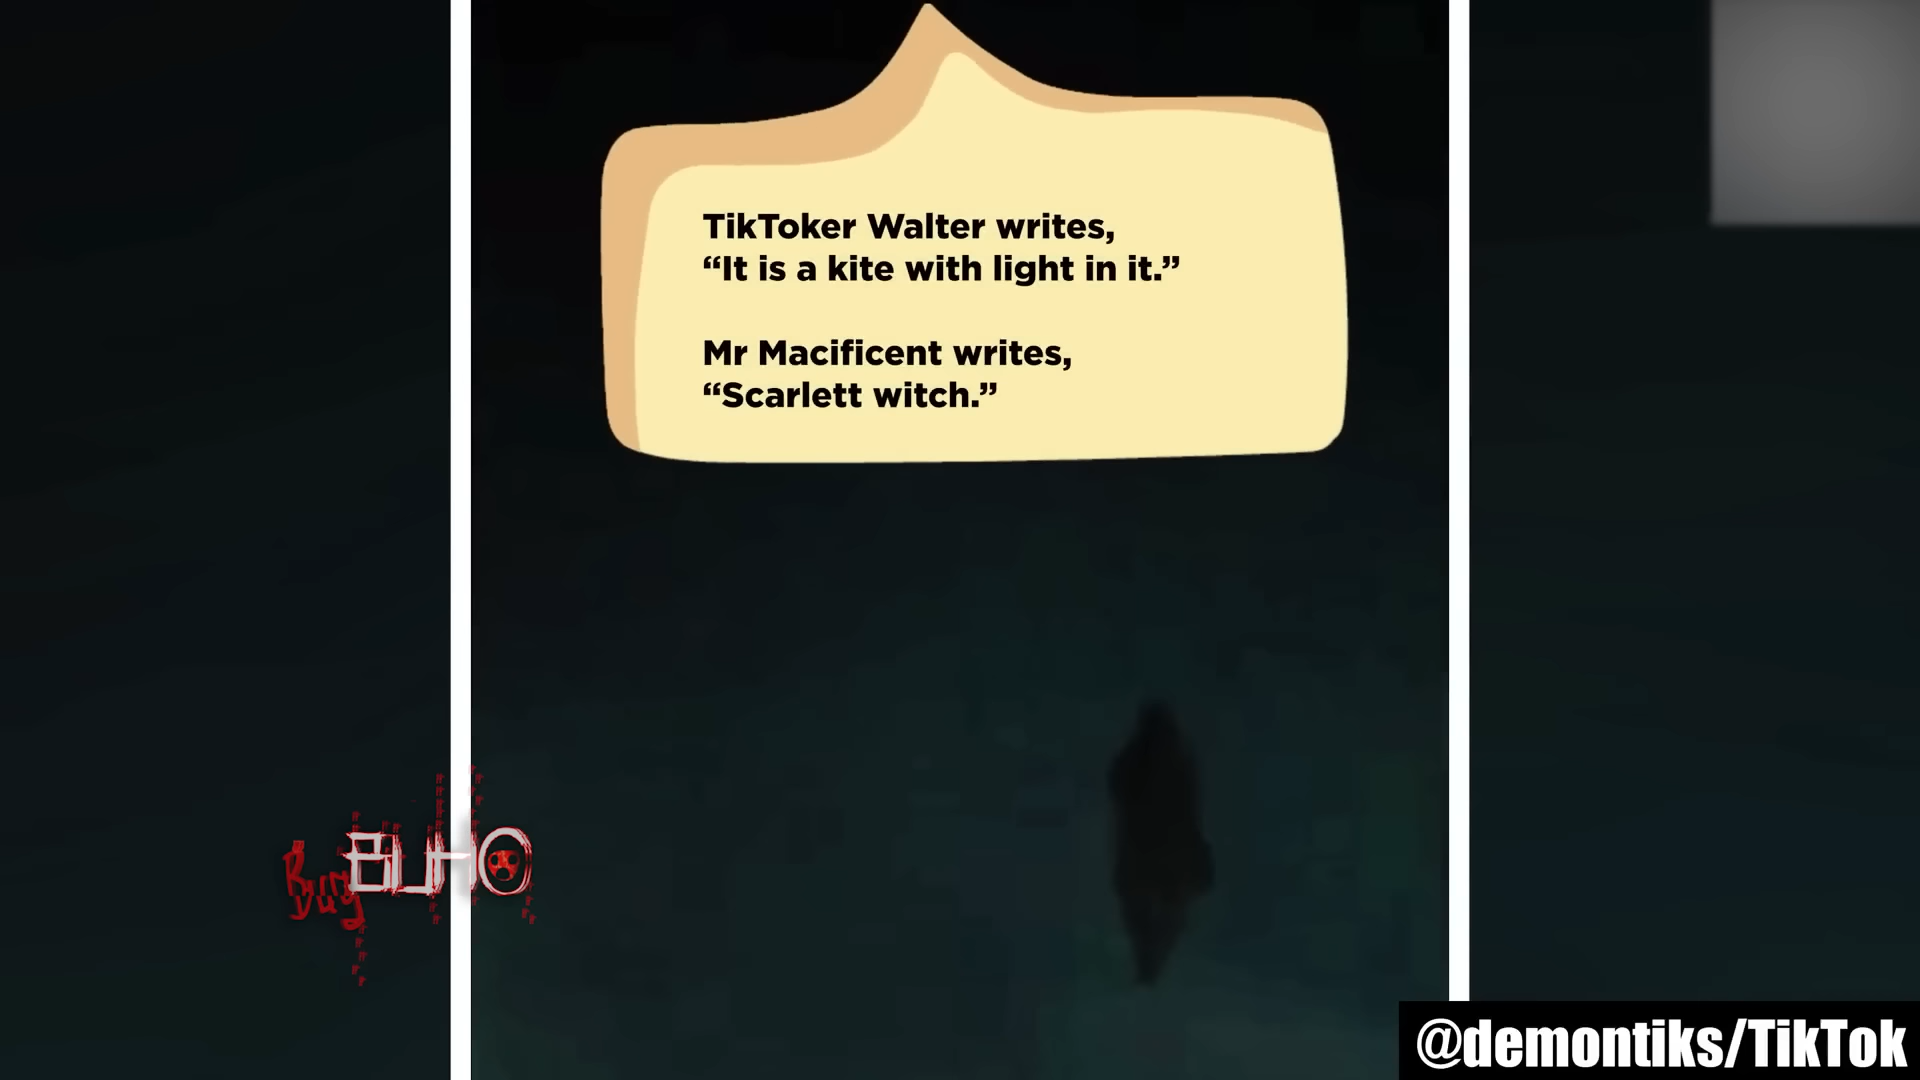 TikToker Walter writes,
“It is a kite with light in it.”
Mr Macificent writes,
“Scarlett witch.”
@demontiks/TikTok